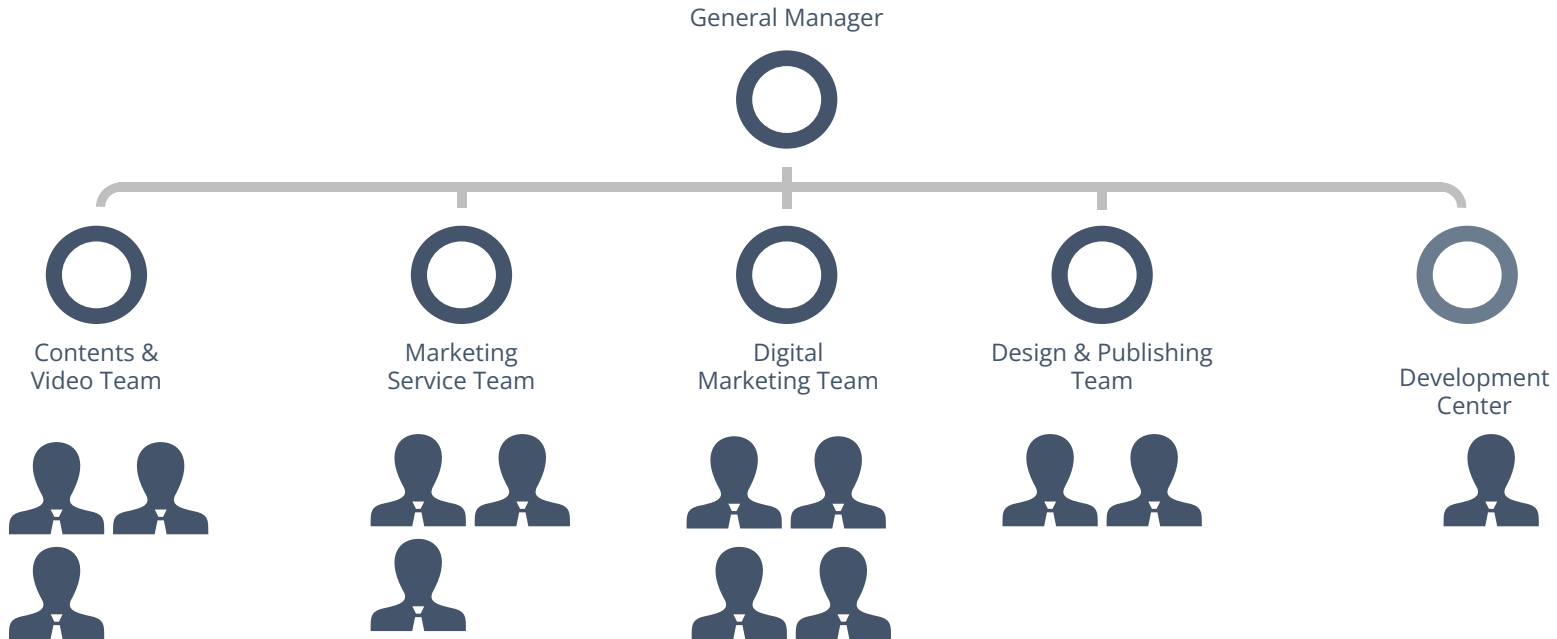 General Manager
Contents &
Video Team
Marketing
Service Team
Digital
Marketing Team
Design & Publishing
Team
Development
Center